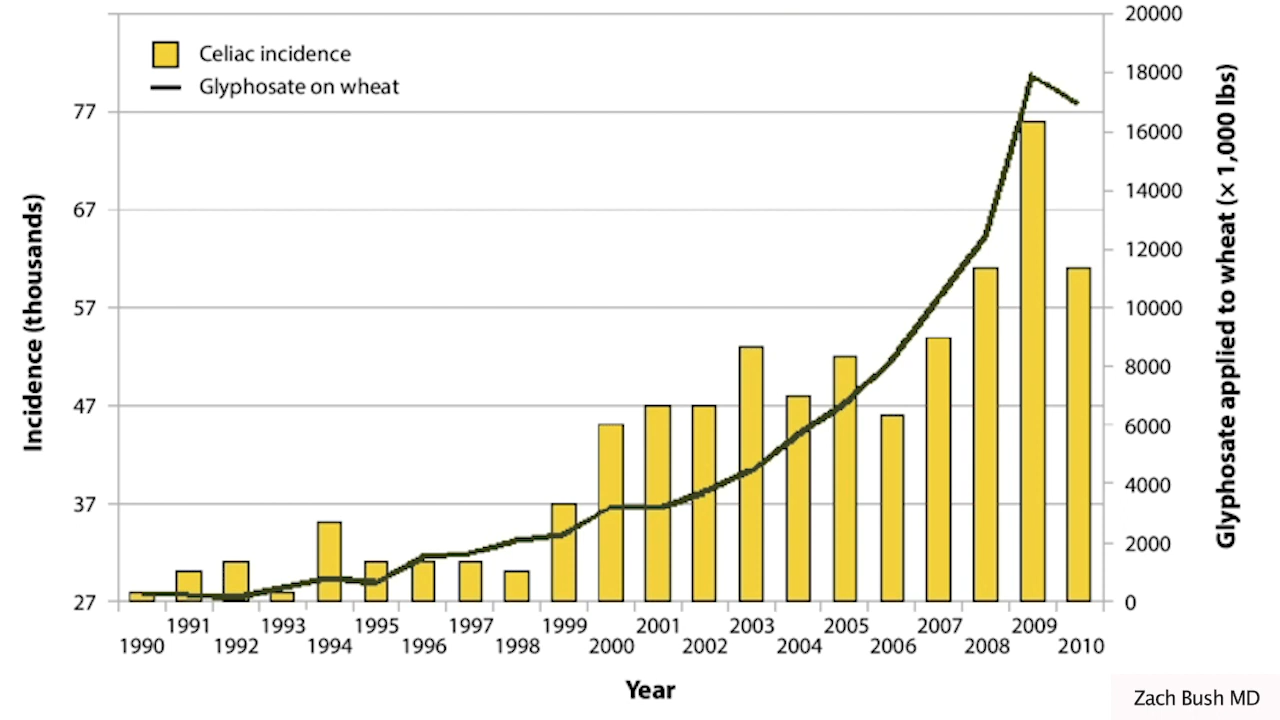 Celiac incidence
Glyphosate on wheat
Incidence (thousands)
77
67
57
47
37
27
20000
18000
16000
14000
12000
10000
8000
6000
4000
2000
0
Glyphosate applied to wheat (× 1,000 lbs)
1991 1993 1995 1997 1999 2001 2003 2005 2007 2009
1990 1992 1994 1996 1998 2000 2002 2004 2006 2008 2010
Year
Zach Bush MD